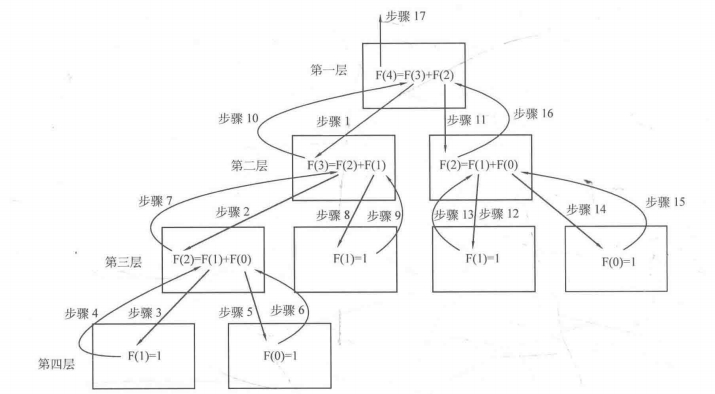 步骤 17
第一层
F(4)=F(3)+F(2)
步骤 10
步骤 1
步骤 11
步骤 16
第二层
F(3)=F(2)+F(1)
F(2)=F(1)+F(0)
步骤 7
步骤 2
步骤 8
步骤 9
步骤 13
步骤 12
步骤 14
步骤 15
第三层
F(2)=F(1)+F(0)
F(1)=1
F(1)=1
F(0)=1
步骤 4
步骤 3
步骤 5
步骤 6
第四层
F(1)=1
F(0)=1